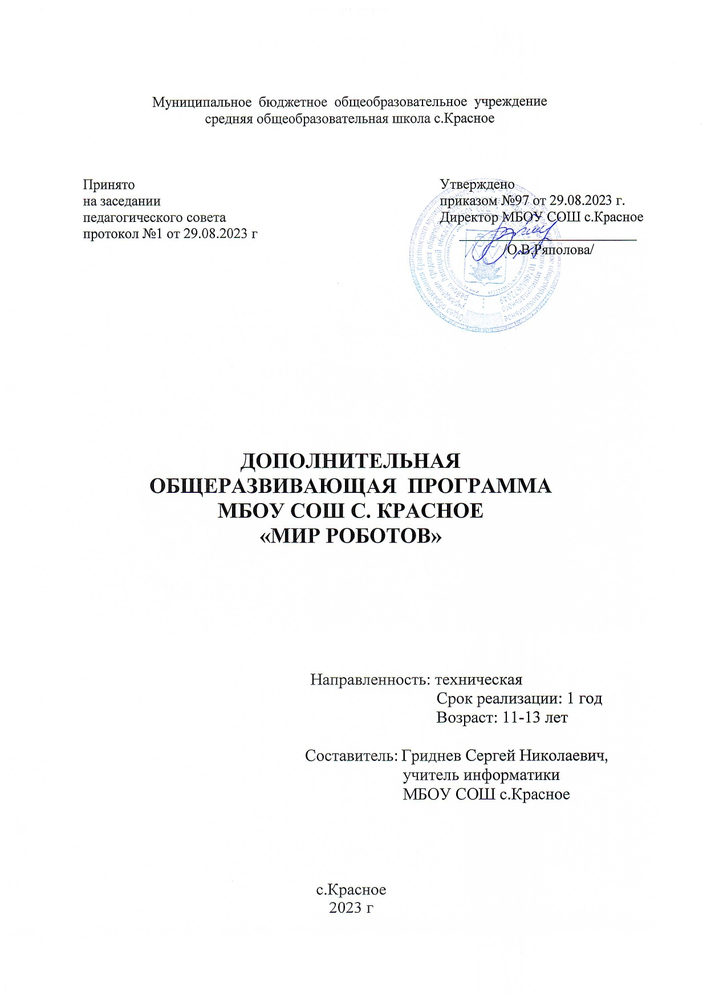 Муниципальное бюджетное общеобразовательное учреждение
средняя общеобразовательная школа с.Красное
Принято
на заседании
педагогического совета
протокол №1 от 29.08.2023 г
Утверждено
приказом №97 от 29.08.2023 г.
Директор МБОУ СОШ с.Красное
/О.В.Ряполова/
ДОПОЛНИТЕЛЬНАЯ
ОБЩЕРАЗВИВАЮЩАЯ ПРОГРАММА
МБОУ СОШ С. КРАСНОЕ
«МИР РОБОТОВ»
Направленность: техническая
Срок реализации: 1 год
Возраст: 11-13 лет
Составитель: Гриднев Сергей Николаевич,
учитель информатики
МБОУ СОШ с.Красное
с.Красное
2023 г